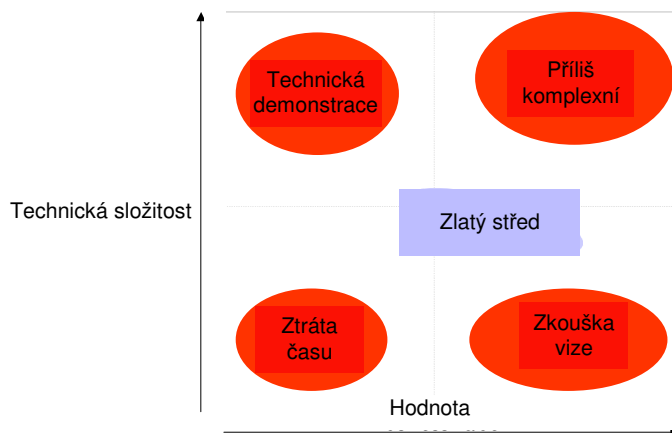 Technická
demonstrace
Příliš
komplexní
Technická složitost
Zlatý střed
Ztráta
času
Zkouška
vize
Hodnota